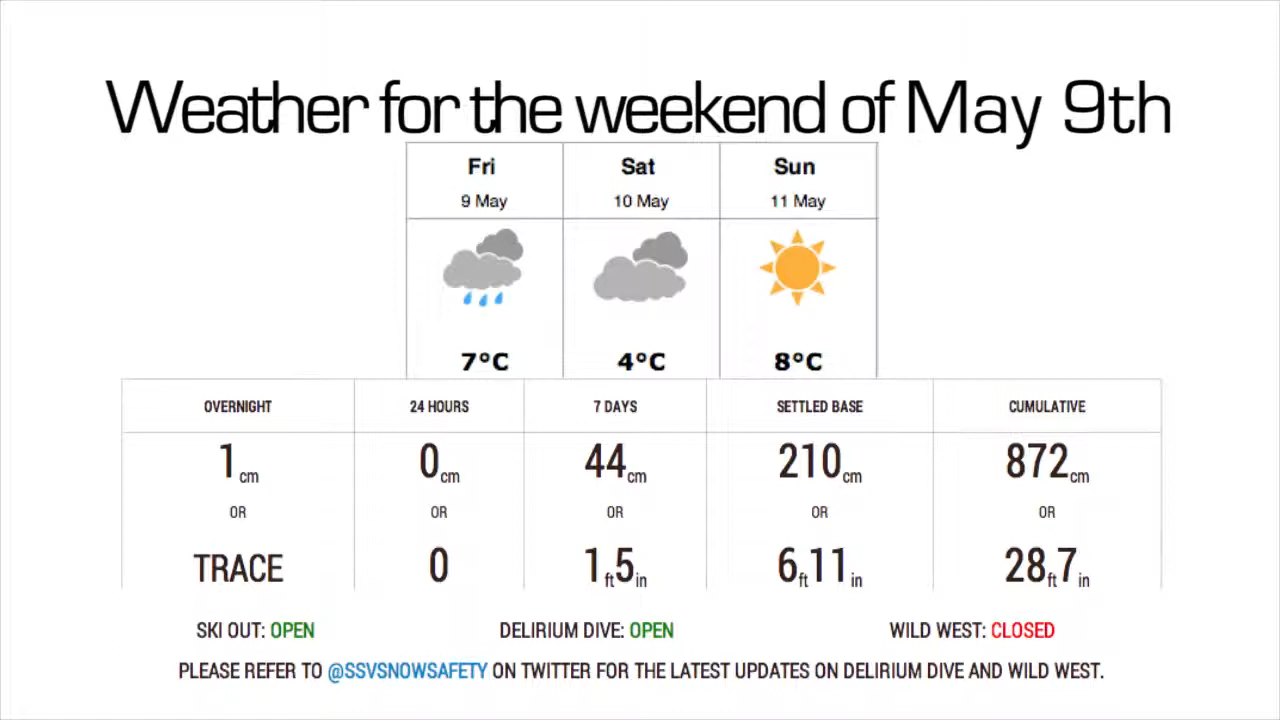 Weather for the weekend of May 9th
Fri Sat Sun
9 May 10 May 11 May
7°C 4°C 8°C
OVERNIGHT 24 HOURS 7 DAYS SETTLED BASE CUMULATIVE
1cm 0cm 44cm 210cm 872cm
OR OR OR OR OR
TRACE 0 1ft5in 6ft11in 28ft7in
SKI OUT: OPEN DELIRIUM DIVE: OPEN WILD WEST: CLOSED
PLEASE REFER TO @SSVSNOWSAFETY ON TWITTER FOR THE LATEST UPDATES ON DELIRIUM DIVE AND WILD WEST.